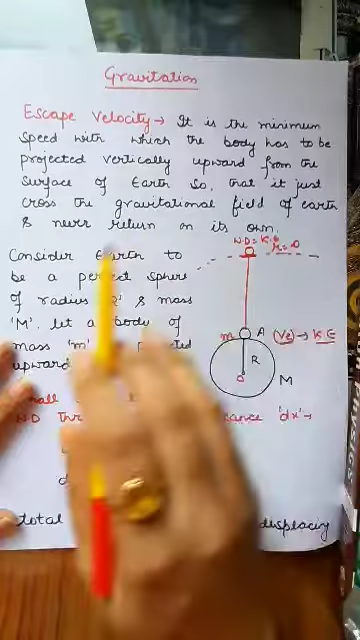 Gravitation
Escape Velocity → It is the minimum
speed with which the body has to be
projected vertically upward from the
surface of Earth so, that it just
cross the gravitational field of earth
& never return on its own.
W.D = K.E
Consider Earth to
be a perfect sphere
of radius 'R' & mass
'M'. let a body of
mass 'm' projected
upward
m A (Ve) → K.E
R
M
W.D
distance 'dx' →
total displacing